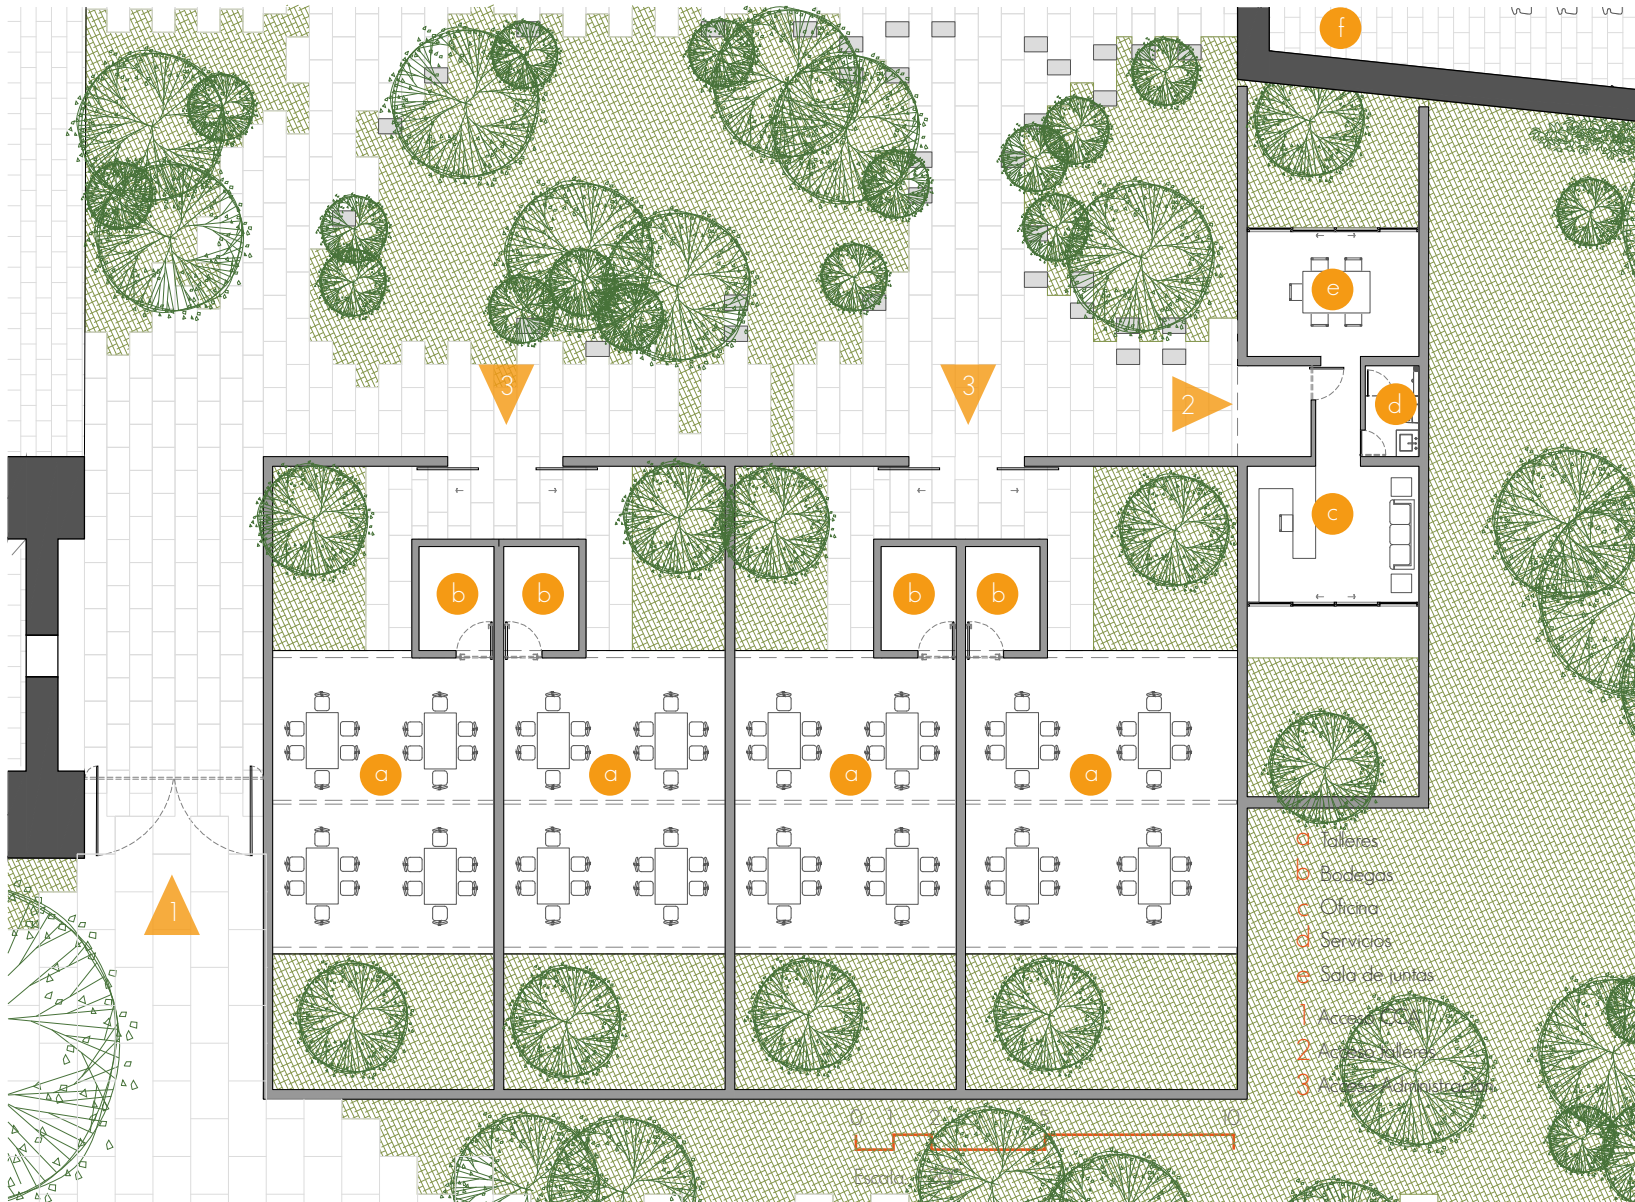 f
e
3
3
2
d
c
b
b
b
b
a
a
a
a
1
a Talleres
b Bodegas
c Oficina
d Servicios
e Sala de juntas
1 Acceso
2 Acceso talleres
3 Acceso Administración
0 1 2 5 10
Escala